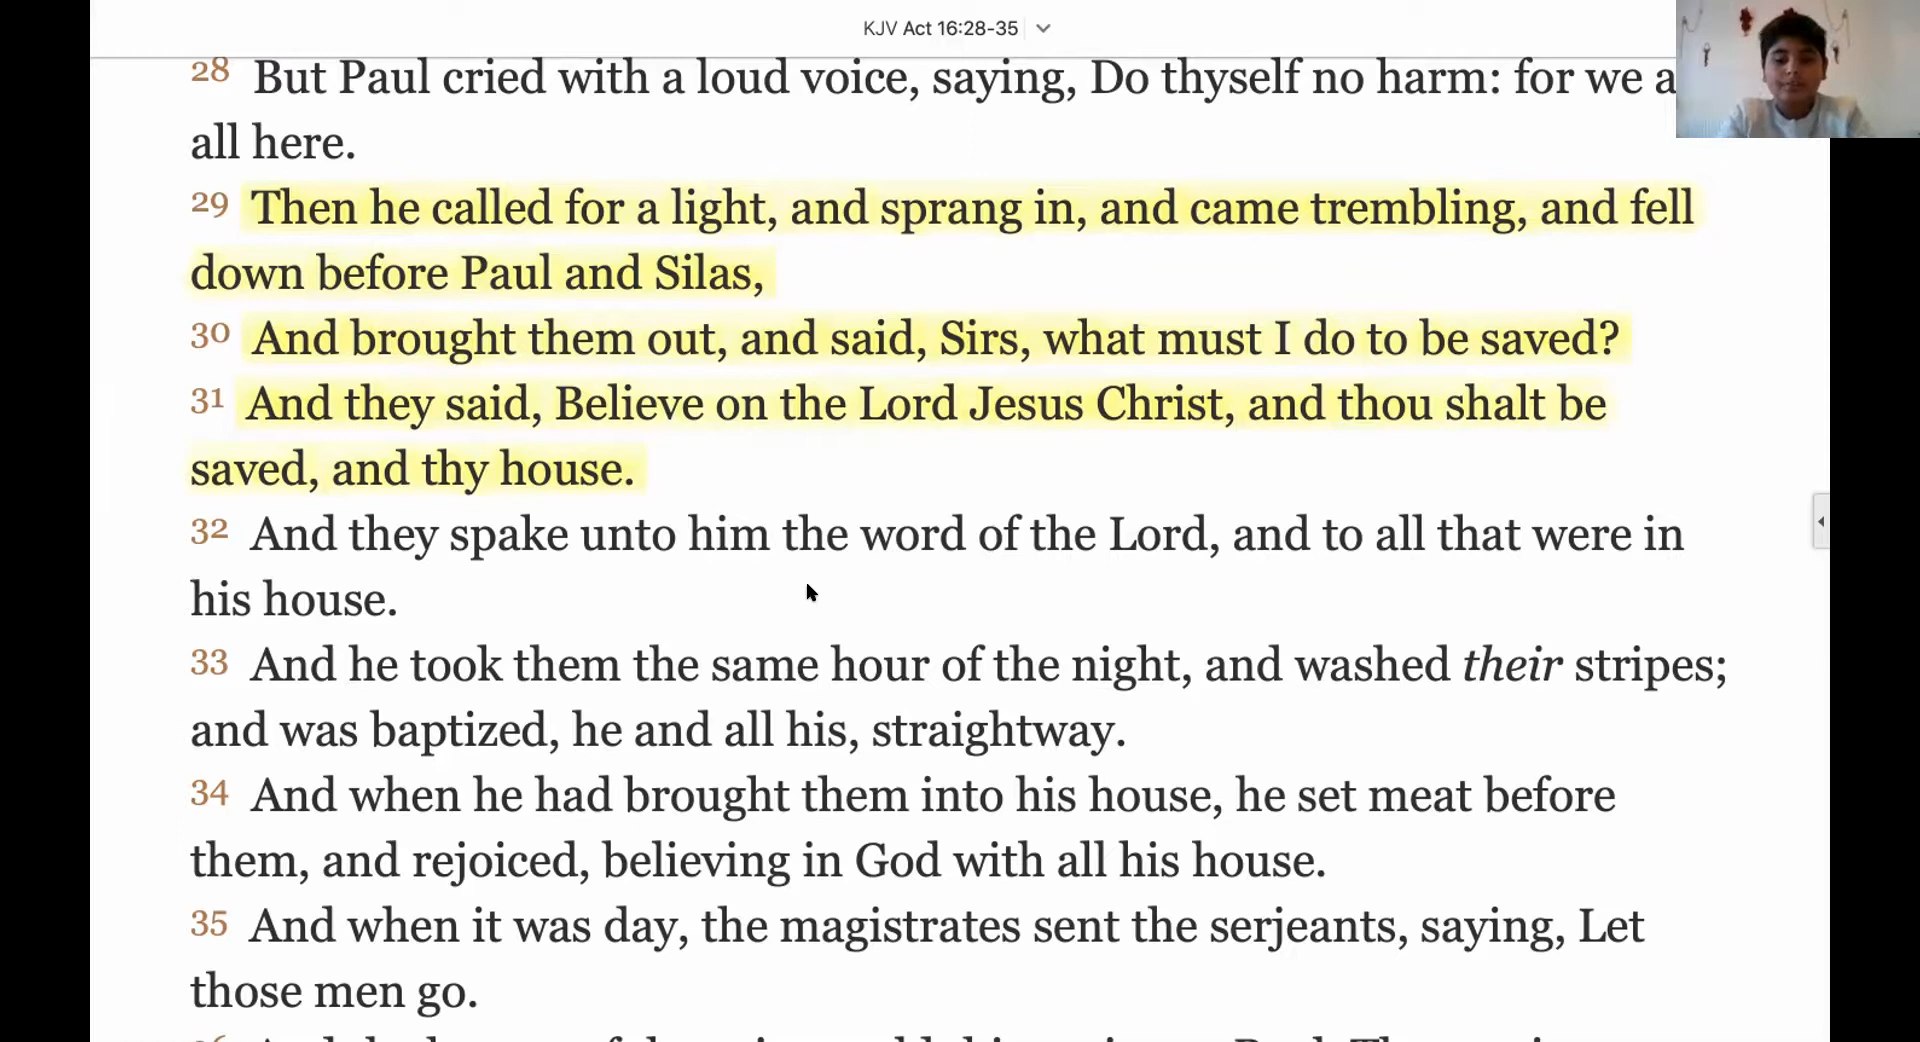 KJV Act 16:28-35
28 But Paul cried with a loud voice, saying, Do thyself no harm: for we a
all here.
29 Then he called for a light, and sprang in, and came trembling, and fell
down before Paul and Silas,
30 And brought them out, and said, Sirs, what must I do to be saved?
31 And they said, Believe on the Lord Jesus Christ, and thou shalt be
saved, and thy house.
32 And they spake unto him the word of the Lord, and to all that were in
his house.
33 And he took them the same hour of the night, and washed their stripes;
and was baptized, he and all his, straightway.
34 And when he had brought them into his house, he set meat before
them, and rejoiced, believing in God with all his house.
35 And when it was day, the magistrates sent the serjeants, saying, Let
those men go.